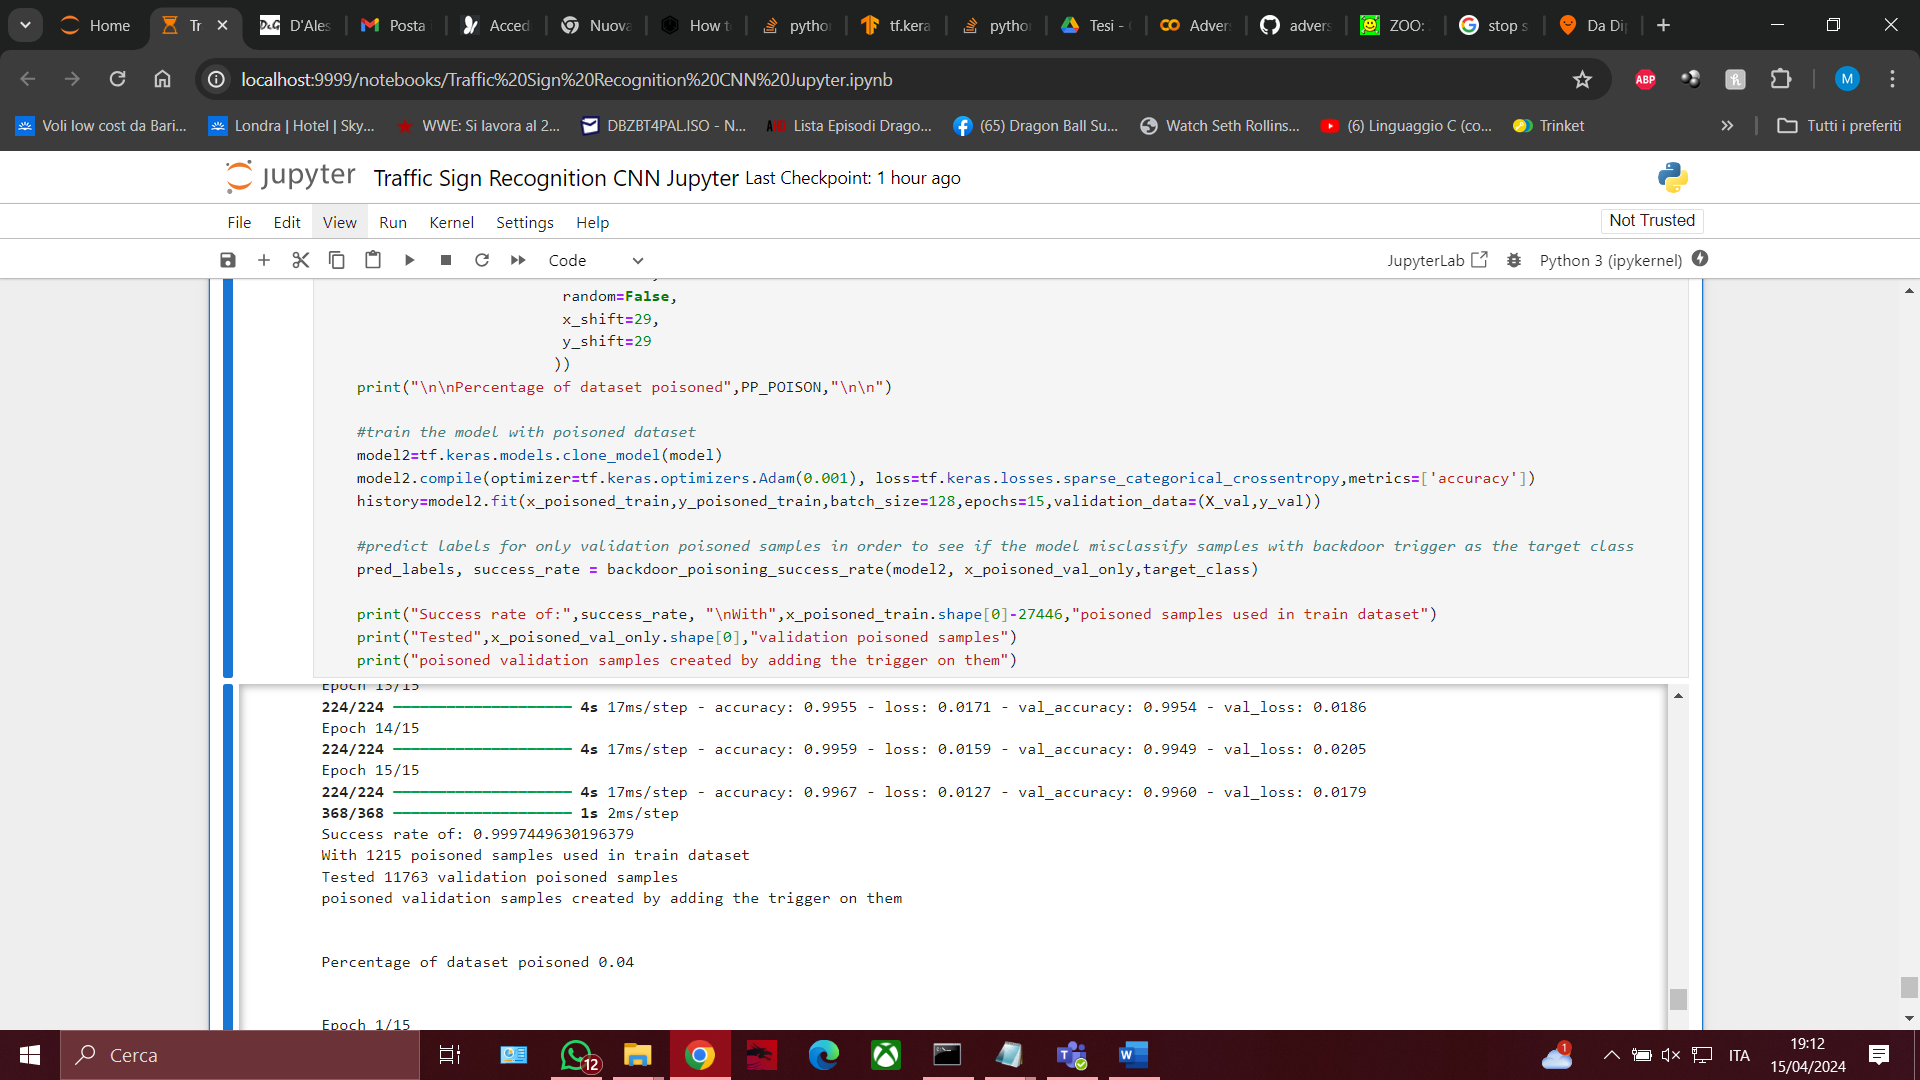 Home
Tr
D&G
D'Ales
Posta
Acced
Nuova
How t
pytho
tf.kera
pytho
Tesi -
CO
Advers
advers
ZOO:
stop s
Da Dip
localhost:9999/notebooks/Traffic%20Sign%20Recognition%20CNN%20Jupyter.ipynb
ABP
M
Voli low cost da Bari...
Londra | Hotel | Sky...
WWE: Si lavora al 2...
DBZBT4PAL.ISO - N...
Lista Episodi Drago...
(65) Dragon Ball Su...
Watch Seth Rollins...
(6) Linguaggio C (co...
Trinket
Tutti i preferiti
jupyter Traffic Sign Recognition CNN Jupyter Last Checkpoint: 1 hour ago
File Edit View Run Kernel Settings Help
Not Trusted
Code
JupyterLab
Python 3 (ipykernel)
random=False,
x_shift=29,
y_shift=29
))
print("\n\nPercentage of dataset poisoned",PP_POISON,"\n\n")
#train the model with poisoned dataset
model2=tf.keras.models.clone_model(model)
model2.compile(optimizer=tf.keras.optimizers.Adam(0.001), loss=tf.keras.losses.sparse_categorical_crossentropy,metrics=['accuracy'])
history=model2.fit(x_poisoned_train,y_poisoned_train,batch_size=128,epochs=15,validation_data=(X_val,y_val))
#predict labels for only validation poisoned samples in order to see if the model misclassify samples with backdoor trigger as the target class
pred_labels, success_rate = backdoor_poisoning_success_rate(model2, x_poisoned_val_only,target_class)
print("Success rate of:",success_rate, "\nWith",x_poisoned_train.shape[0]-27446,"poisoned samples used in train dataset")
print("Tested",x_poisoned_val_only.shape[0],"validation poisoned samples")
print("poisoned validation samples created by adding the trigger on them")
Epoch 13/15
224/224 ━━━━━━━━━━━━━━━━━━━━ 4s 17ms/step - accuracy: 0.9955 - loss: 0.0171 - val_accuracy: 0.9954 - val_loss: 0.0186
Epoch 14/15
224/224 ━━━━━━━━━━━━━━━━━━━━ 4s 17ms/step - accuracy: 0.9959 - loss: 0.0159 - val_accuracy: 0.9949 - val_loss: 0.0205
Epoch 15/15
224/224 ━━━━━━━━━━━━━━━━━━━━ 4s 17ms/step - accuracy: 0.9967 - loss: 0.0127 - val_accuracy: 0.9960 - val_loss: 0.0179
368/368 ━━━━━━━━━━━━━━━━━━━━ 1s 2ms/step
Success rate of: 0.9997449630196379
With 1215 poisoned samples used in train dataset
Tested 11763 validation poisoned samples
poisoned validation samples created by adding the trigger on them
Percentage of dataset poisoned 0.04
Epoch 1/15
Cerca
12
1
ITA
19:12
15/04/2024